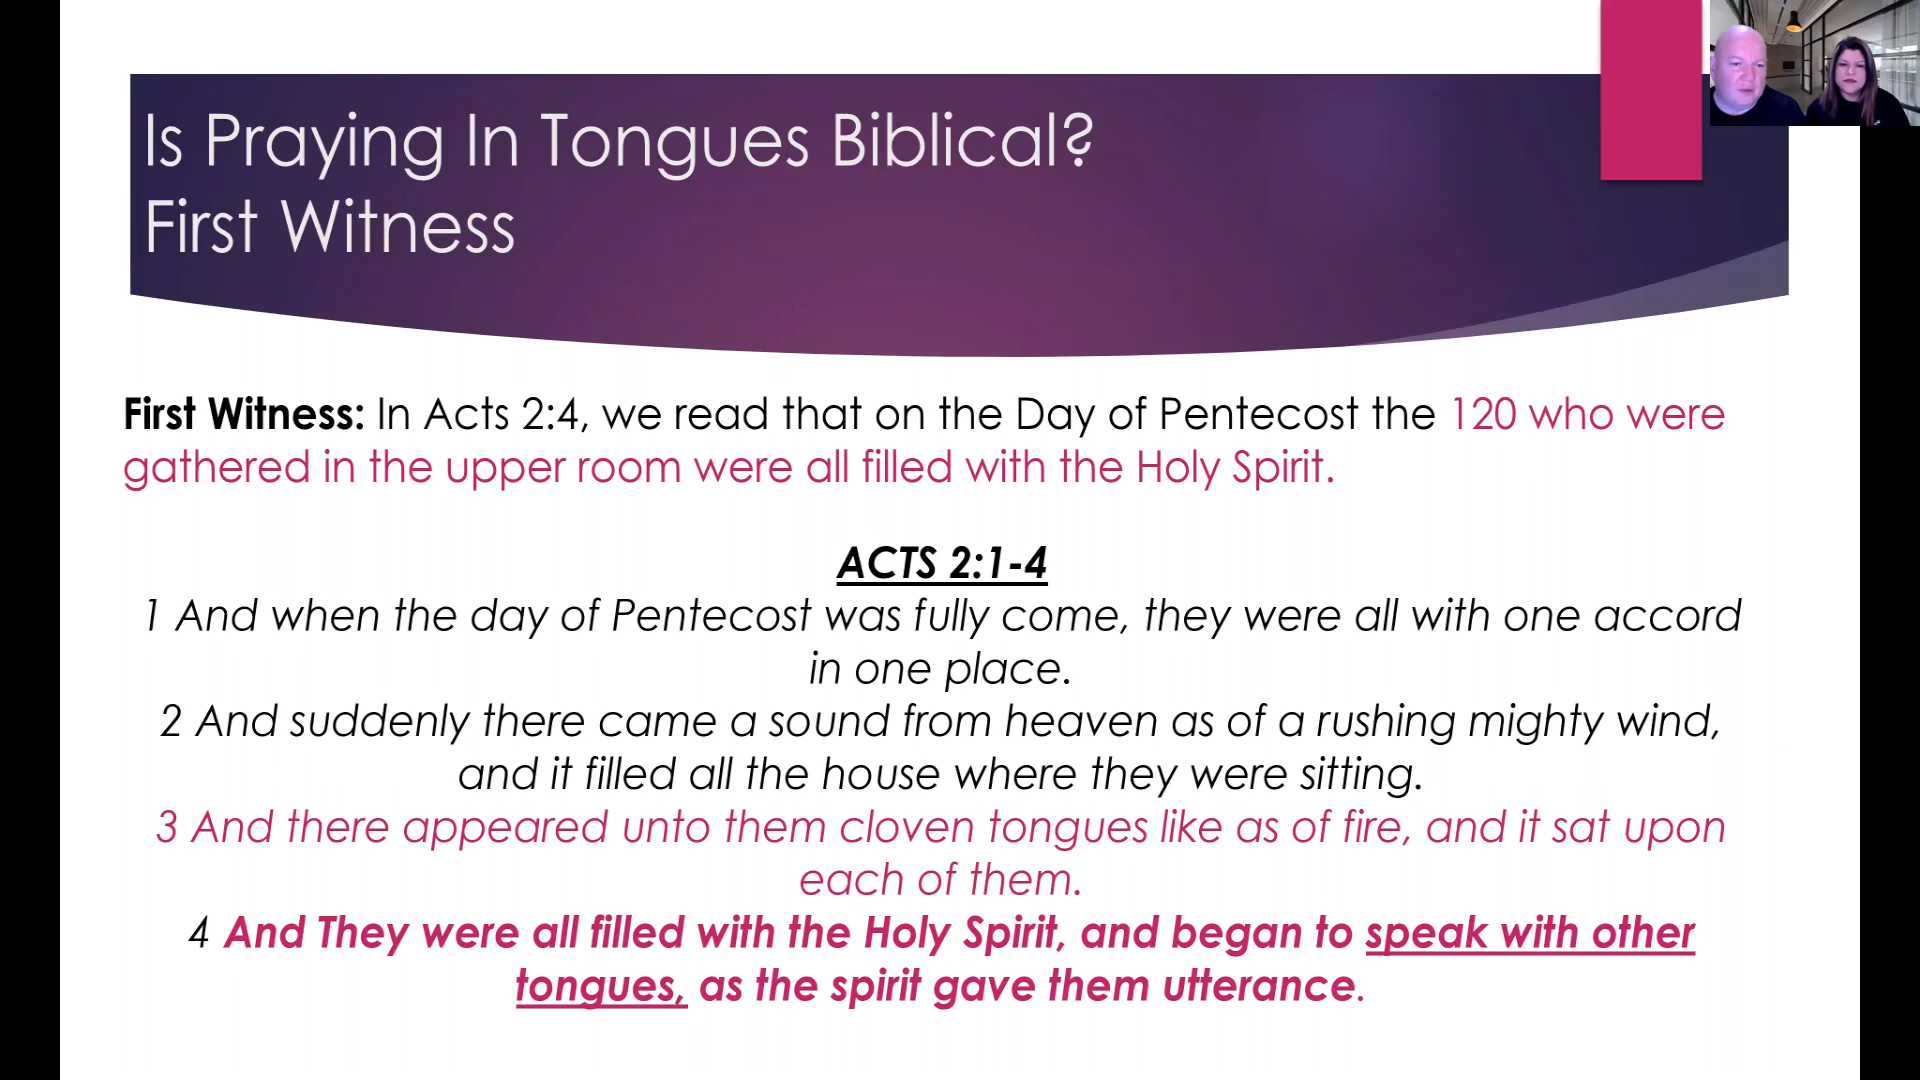 Is Praying In Tongues Biblical?
First Witness
First Witness: In Acts 2:4, we read that on the Day of Pentecost the 120 who were
gathered in the upper room were all filled with the Holy Spirit.
ACTS 2:1-4
1 And when the day of Pentecost was fully come, they were all with one accord
in one place.
2 And suddenly there came a sound from heaven as of a rushing mighty wind,
and it filled all the house where they were sitting.
3 And there appeared unto them cloven tongues like as of fire, and it sat upon
each of them.
4 And They were all filled with the Holy Spirit, and began to speak with other
tongues, as the spirit gave them utterance.